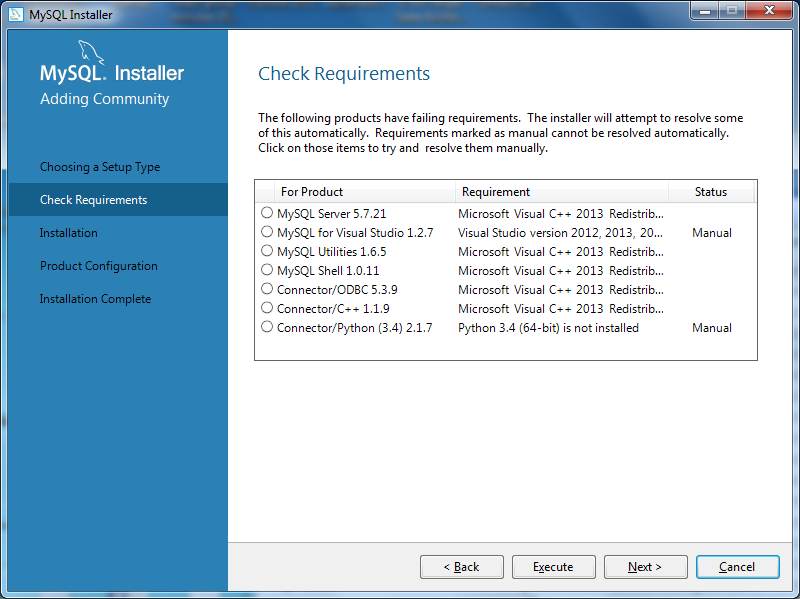 MySQL Installer
MySQL. Installer
Adding Community
Choosing a Setup Type
Check Requirements
Installation
Product Configuration
Installation Complete
Check Requirements
The following products have failing requirements. The installer will attempt to resolve some
of this automatically. Requirements marked as manual cannot be resolved automatically.
Click on those items to try and resolve them manually.
For Product Requirement Status
MySQL Server 5.7.21 Microsoft Visual C++ 2013 Redistrib...
MySQL for Visual Studio 1.2.7 Visual Studio version 2012, 2013, 20... Manual
MySQL Utilities 1.6.5 Microsoft Visual C++ 2013 Redistrib...
MySQL Shell 1.0.11 Microsoft Visual C++ 2013 Redistrib...
Connector/ODBC 5.3.9 Microsoft Visual C++ 2013 Redistrib...
Connector/C++ 1.1.9 Microsoft Visual C++ 2013 Redistrib...
Connector/Python (3.4) 2.1.7 Python 3.4 (64-bit) is not installed Manual
< Back Execute Next > Cancel